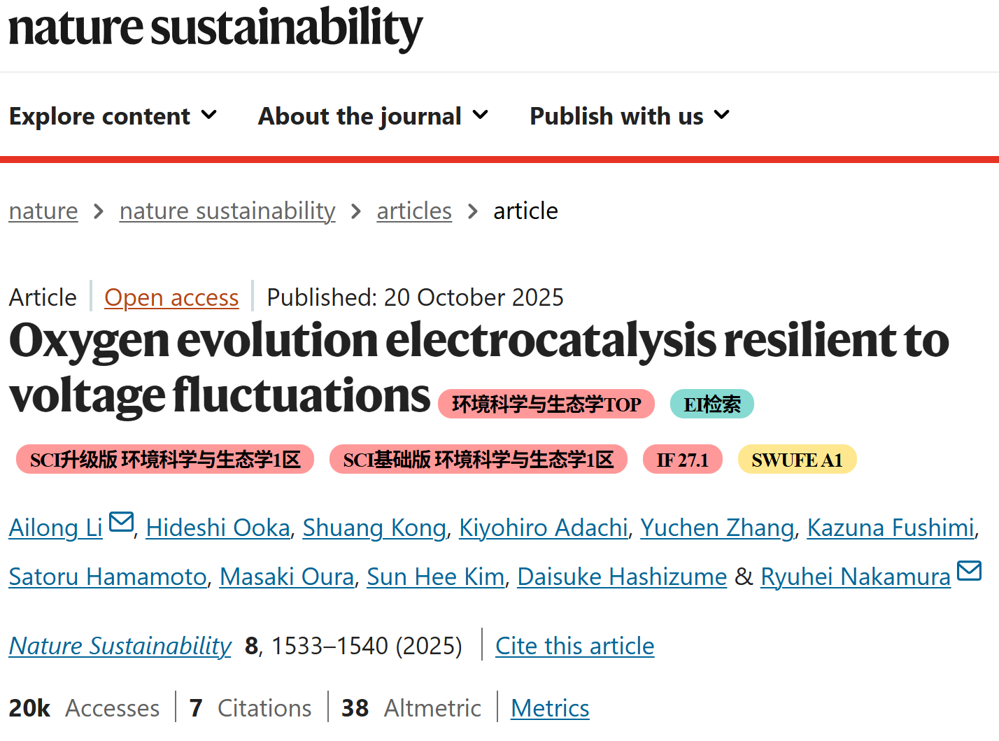 nature sustainability
Explore content About the journal Publish with us
nature > nature sustainability > articles > article
Article Open access Published: 20 October 2025
Oxygen evolution electrocatalysis resilient to
voltage fluctuations 环境科学与生态学TOP EI检索
SCI升级版 环境科学与生态学1区 SCI基础版 环境科学与生态学1区 IF 27.1 SWUFE A1
Ailong Li, Hideshi Ooka, Shuang Kong, Kiyohiro Adachi, Yuchen Zhang, Kazuna Fushimi,
Satoru Hamamoto, Masaki Oura, Sun Hee Kim, Daisuke Hashizume & Ryuhei Nakamura
Nature Sustainability 8, 1533–1540 (2025) Cite this article
20k Accesses 7 Citations 38 Altmetric Metrics